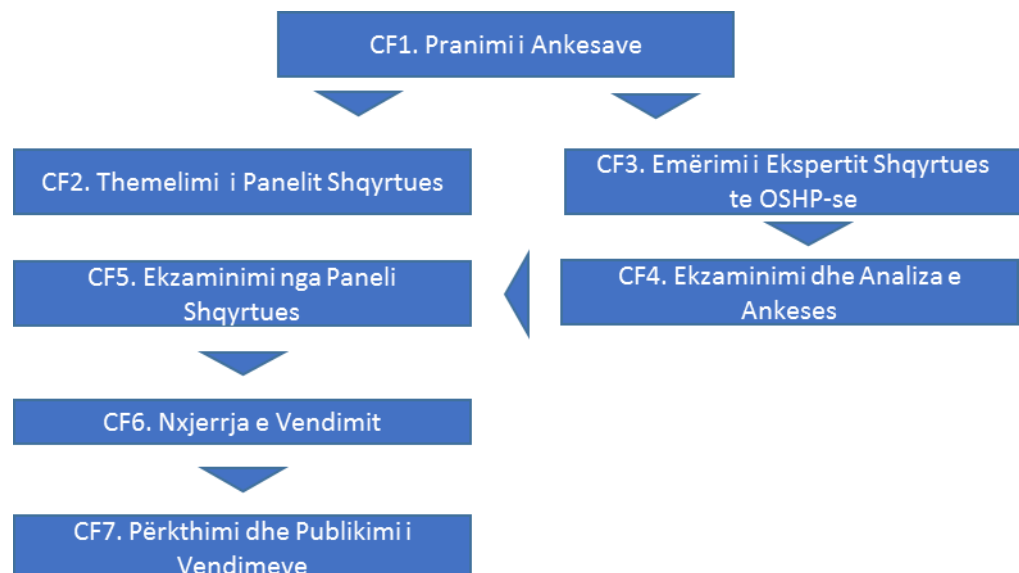 CF1. Pranimi i Ankesave
CF2. Themelimi i Panelit Shqyrtues
CF3. Emërimi i Ekspertit Shqyrtues
te OSHP-se
CF5. Ekzaminimi nga Paneli
Shqyrtues
CF4. Ekzaminimi dhe Analiza e
Ankeses
CF6. Nxjerrja e Vendimit
CF7. Përkthimi dhe Publikimi i
Vendimeve